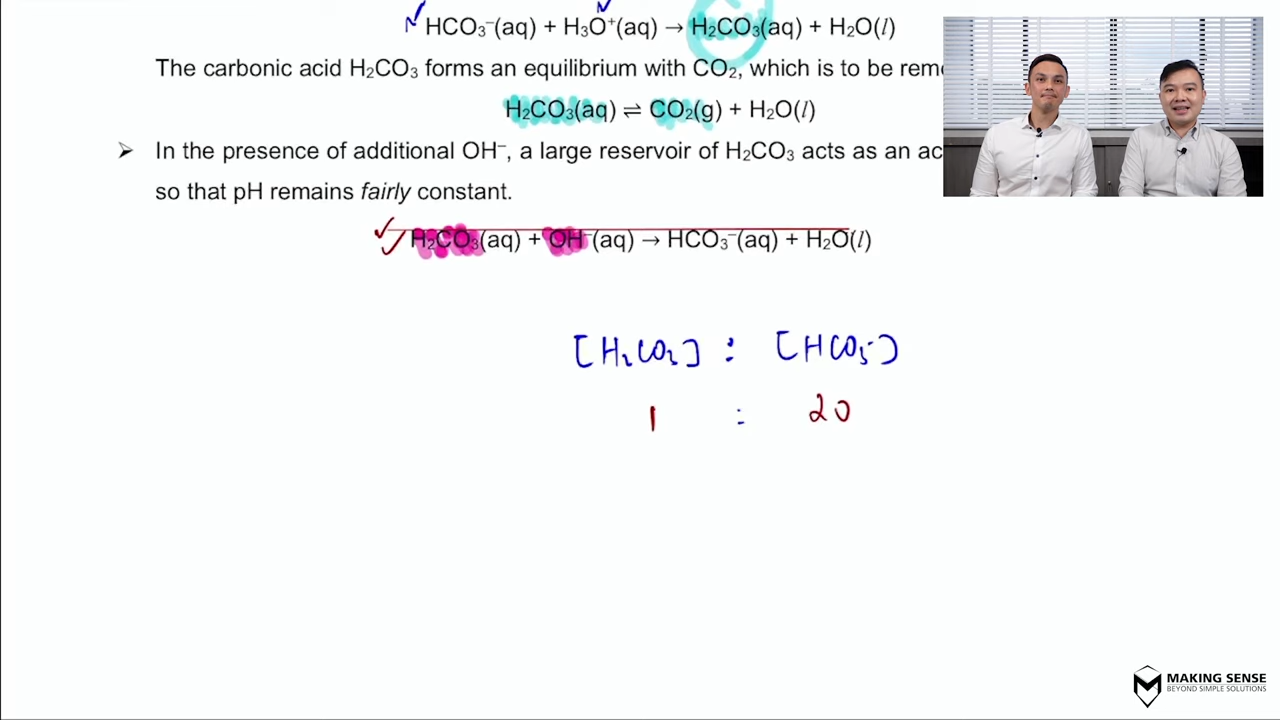 HCO₃⁻(aq) + H₃O⁺(aq) → H₂CO₃(aq) + H₂O(l)
The carbonic acid H₂CO₃ forms an equilibrium with CO₂, which is to be
H₂CO₃(aq) ⇌ CO₂(g) + H₂O(l)
➢ In the presence of additional OH⁻, a large reservoir of H₂CO₃ acts as an
so that pH remains fairly constant.
H₂CO₃(aq) + OH⁻(aq) → HCO₃⁻(aq) + H₂O(l)
[H₂CO₃] : [HCO₃⁻]
1 : 20
MAKING SENSE
BEYOND SIMPLE SOLUTIONS